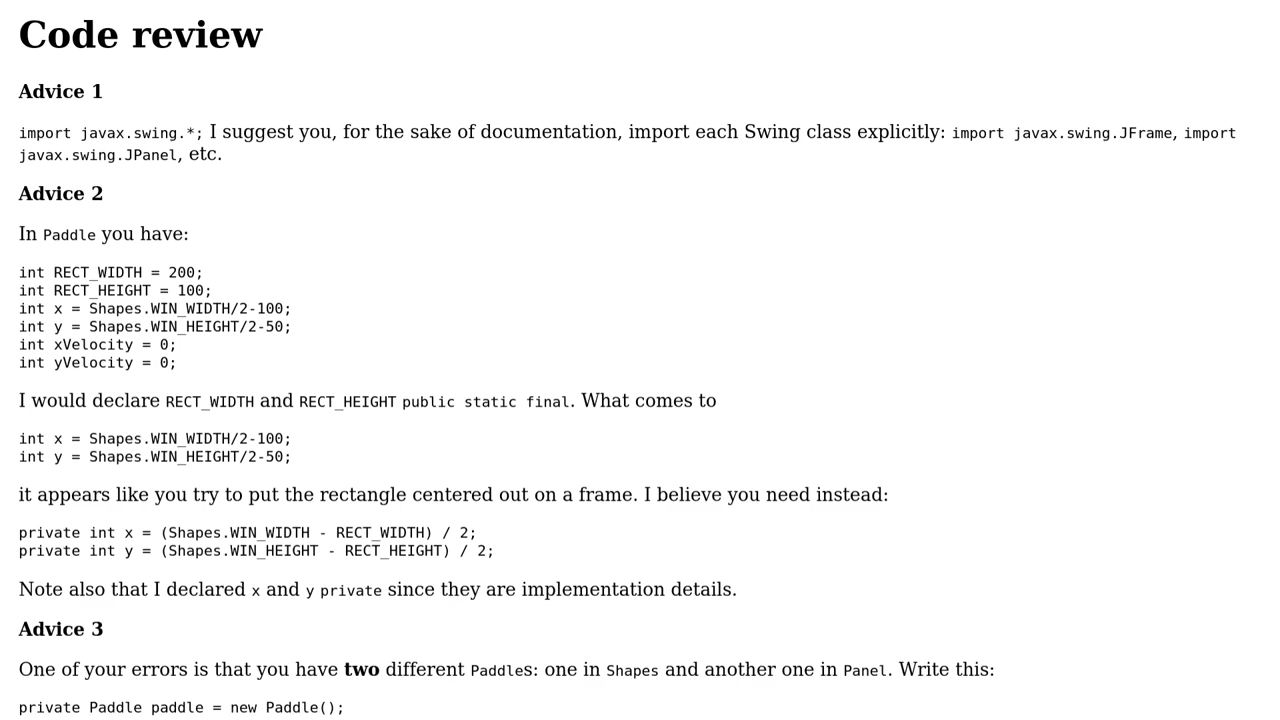 Code review
Advice 1
import javax.swing.*; I suggest you, for the sake of documentation, import each Swing class explicitly: import javax.swing.JFrame, import
javax.swing.JPanel, etc.
Advice 2
In Paddle you have:
int RECT_WIDTH = 200;
int RECT_HEIGHT = 100;
int x = Shapes.WIN_WIDTH/2-100;
int y = Shapes.WIN_HEIGHT/2-50;
int xVelocity = 0;
int yVelocity = 0;
I would declare RECT_WIDTH and RECT_HEIGHT public static final. What comes to
int x = Shapes.WIN_WIDTH/2-100;
int y = Shapes.WIN_HEIGHT/2-50;
it appears like you try to put the rectangle centered out on a frame. I believe you need instead:
private int x = (Shapes.WIN_WIDTH - RECT_WIDTH) / 2;
private int y = (Shapes.WIN_HEIGHT - RECT_HEIGHT) / 2;
Note also that I declared x and y private since they are implementation details.
Advice 3
One of your errors is that you have two different Paddles: one in Shapes and another one in Panel. Write this:
private Paddle paddle = new Paddle();